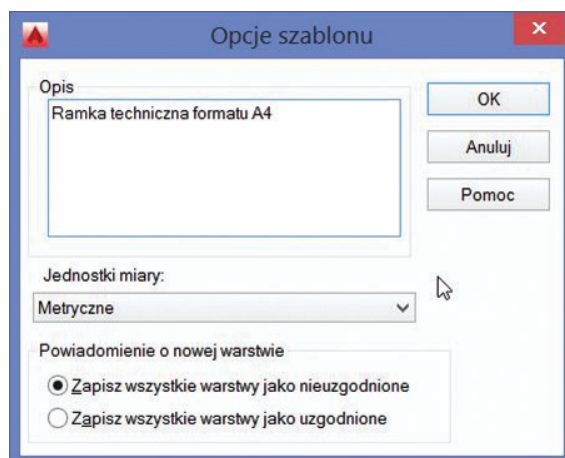 Opcje szablonu
Opis
Ramka techniczna formatu A4
OK
Anuluj
Pomoc
Jednostki miary:
Metryczne
Powiadomienie o nowej warstwie
Zapisz wszystkie warstwy jako nieuzgodnione
Zapisz wszystkie warstwy jako uzgodnione